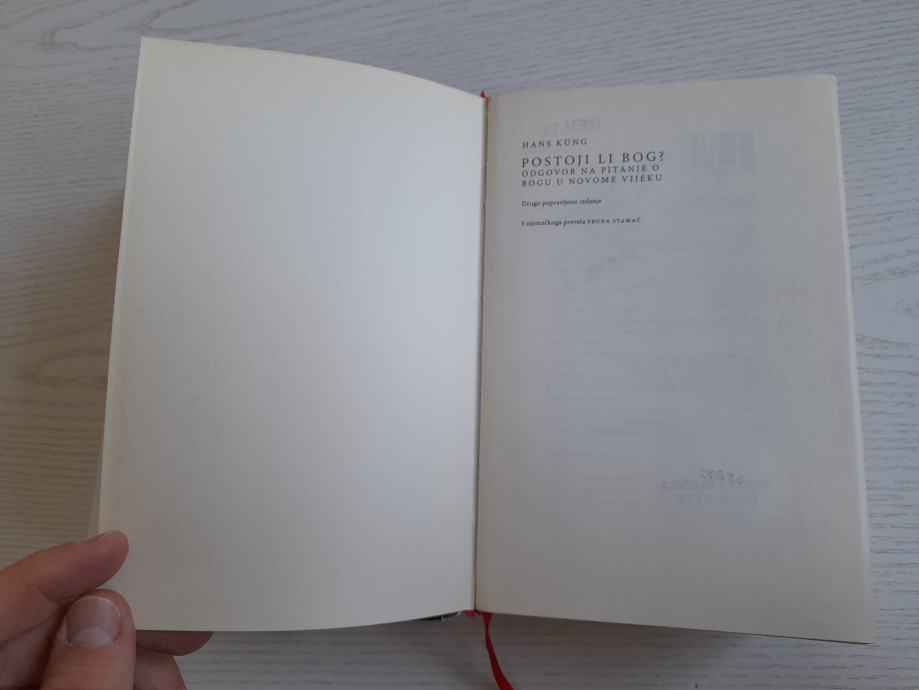 HANS KÜNG
POSTOJI LI BOG?
ODGOVOR NA PITANJE O
BOGU U NOVOME VIJEKU
Drugo popravljeno izdanje
S njemačkoga prevela TRUDA STAMAĆ